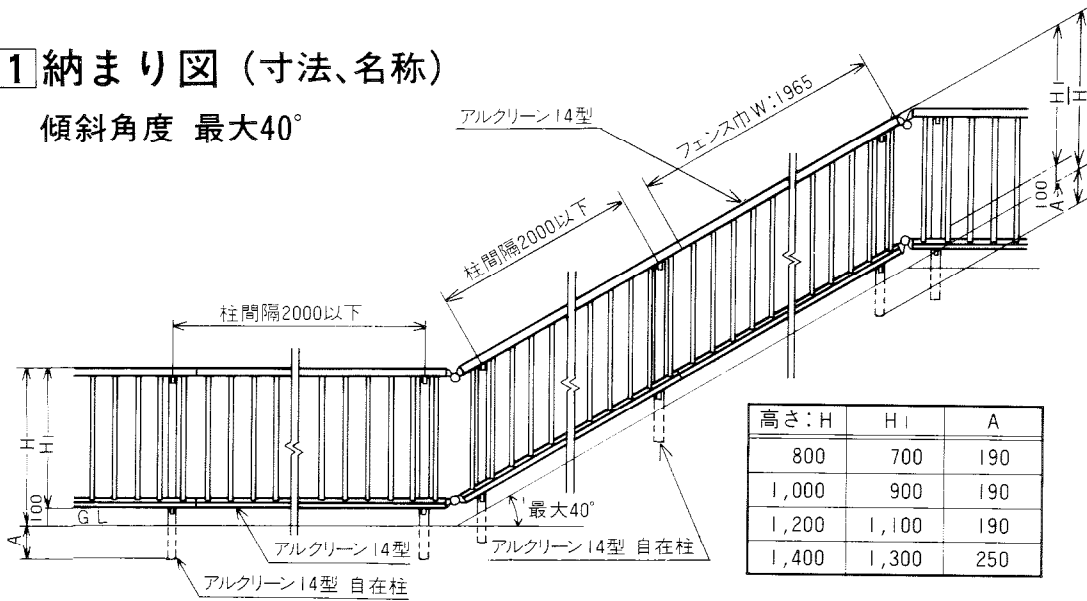 1 納まり図 (寸法、名称)
傾斜角度 最大40°
アルクリーン14型
フェンス巾W:1965
H1
H
100
A
柱間隔2000以下
柱間隔2000以下
H
H1
100
GL
A
最大40°
アルクリーン14型
アルクリーン14型 自在柱
アルクリーン14型 自在柱
高さ:H H1 A
800 700 190
1,000 900 190
1,200 1,100 190
1,400 1,300 250